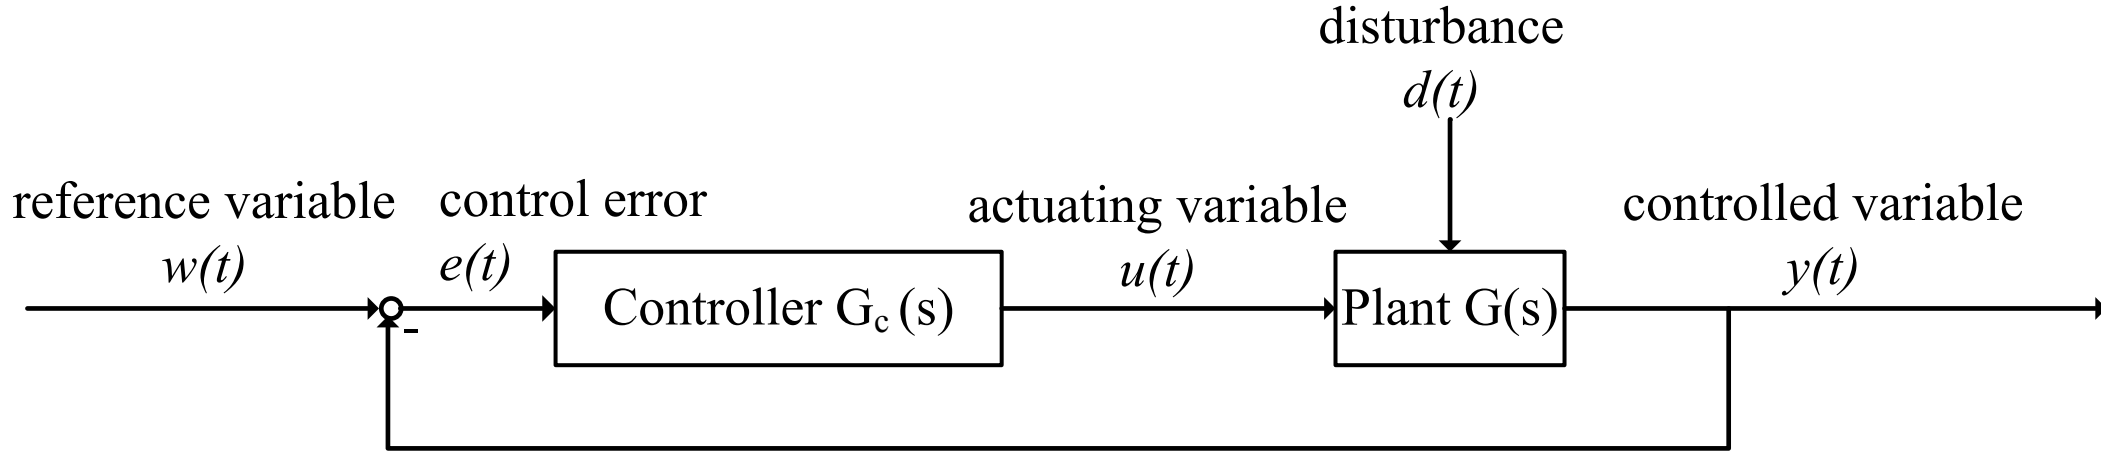 disturbance
d(t)
reference variable
w(t)
control error
e(t)
actuating variable
u(t)
controlled variable
y(t)
Controller Gc (s)
Plant G(s)
-